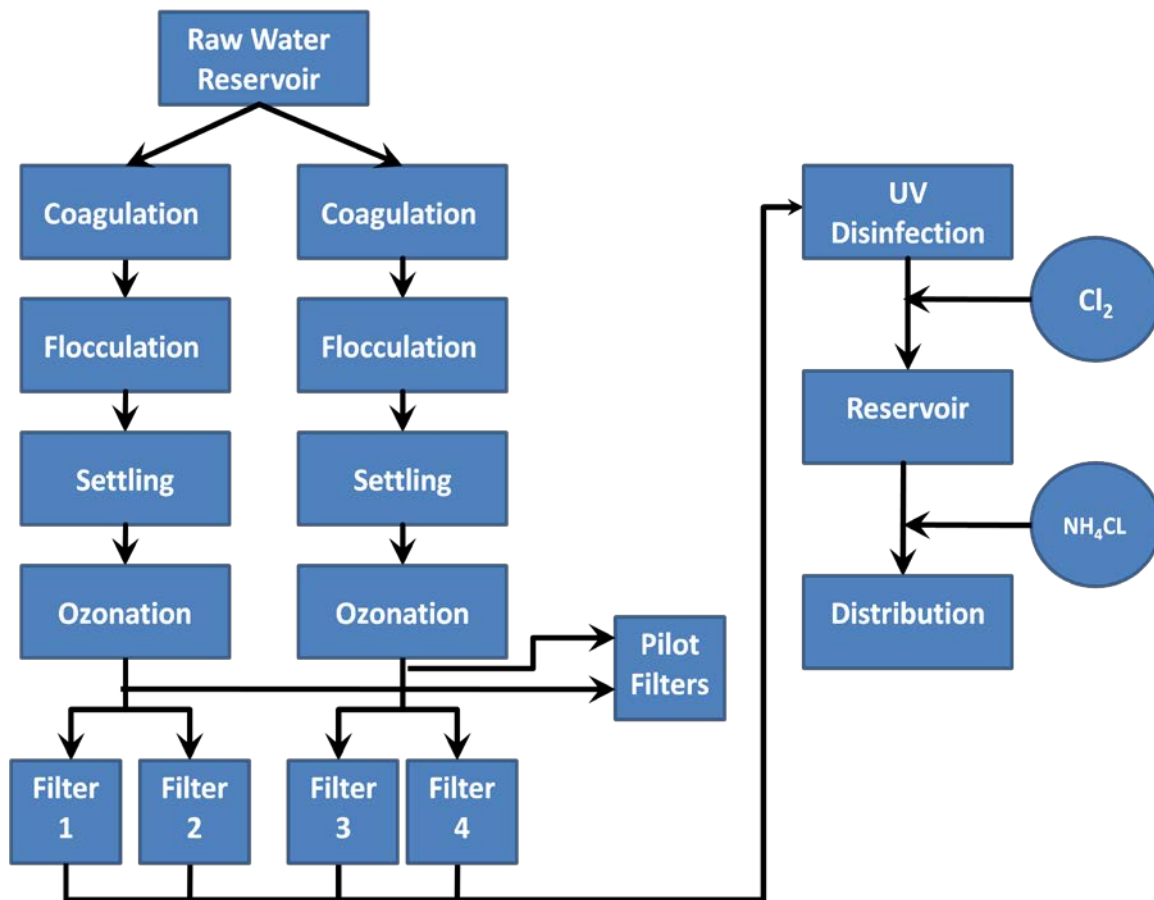 Raw Water
Reservoir
Coagulation
Coagulation
Flocculation
Flocculation
Settling
Settling
Ozonation
Ozonation
Pilot
Filters
Filter
1
Filter
2
Filter
3
Filter
4
UV
Disinfection
Cl₂
Reservoir
NH₄CL
Distribution